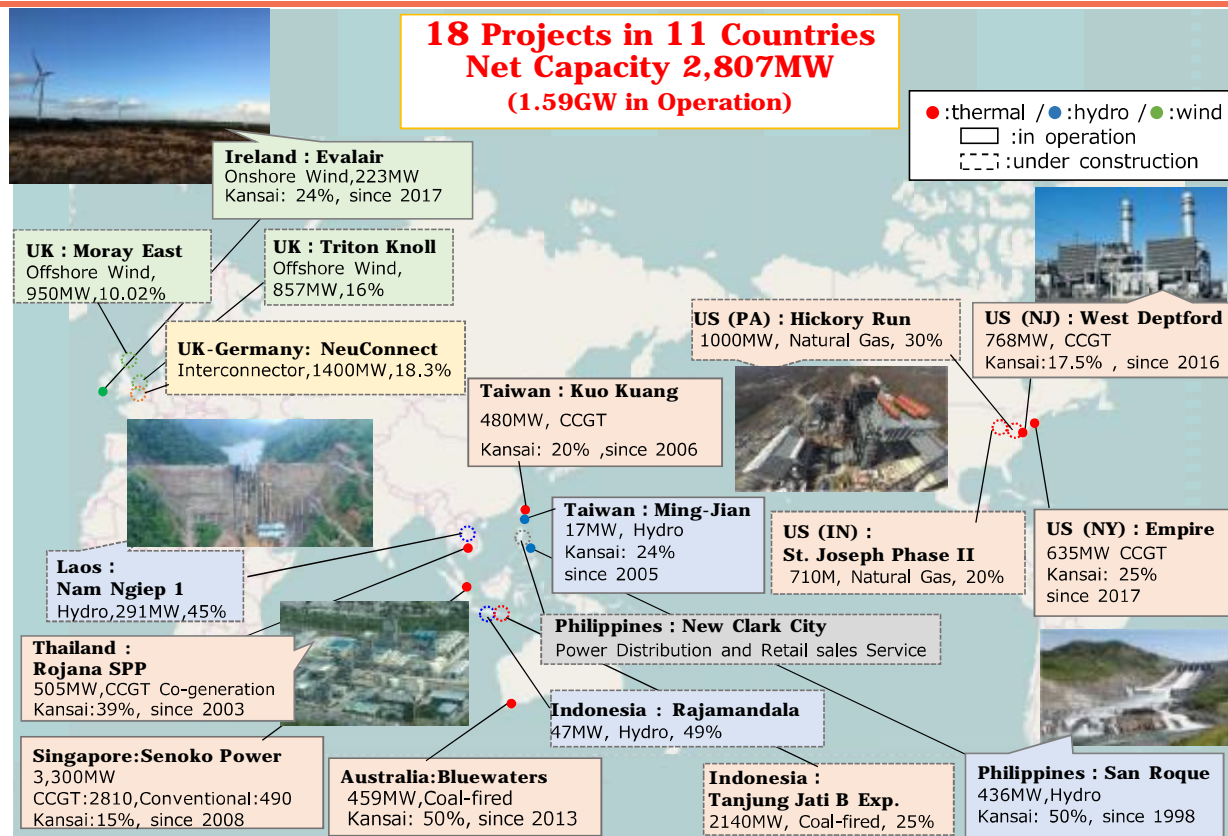 18 Projects in 11 Countries
Net Capacity 2,807MW
(1.59GW in Operation)
:thermal / :hydro / :wind
:in operation
:under construction
Ireland : Evalair
Onshore Wind,223MW
Kansai: 24%, since 2017
UK : Moray East
Offshore Wind,
950MW,10.02%
UK : Triton Knoll
Offshore Wind,
857MW,16%
UK-Germany: NeuConnect
Interconnector,1400MW,18.3%
US (PA) : Hickory Run
1000MW, Natural Gas, 30%
US (NJ) : West Deptford
768MW, CCGT
Kansai:17.5% , since 2016
Taiwan : Kuo Kuang
480MW, CCGT
Kansai: 20% ,since 2006
Taiwan : Ming-Jian
17MW, Hydro
Kansai: 24%
since 2005
US (IN) :
St. Joseph Phase II
710M, Natural Gas, 20%
US (NY) : Empire
635MW CCGT
Kansai: 25%
since 2017
Laos :
Nam Ngiep 1
Hydro,291MW,45%
Philippines : New Clark City
Power Distribution and Retail sales Service
Thailand :
Rojana SPP
505MW,CCGT Co-generation
Kansai:39%, since 2003
Indonesia : Rajamandala
47MW, Hydro, 49%
Singapore:Senoko Power
3,300MW
CCGT:2810,Conventional:490
Kansai:15%, since 2008
Australia:Bluewaters
459MW,Coal-fired
Kansai: 50%, since 2013
Indonesia :
Tanjung Jati B Exp.
2140MW, Coal-fired, 25%
Philippines : San Roque
436MW,Hydro
Kansai: 50%, since 1998